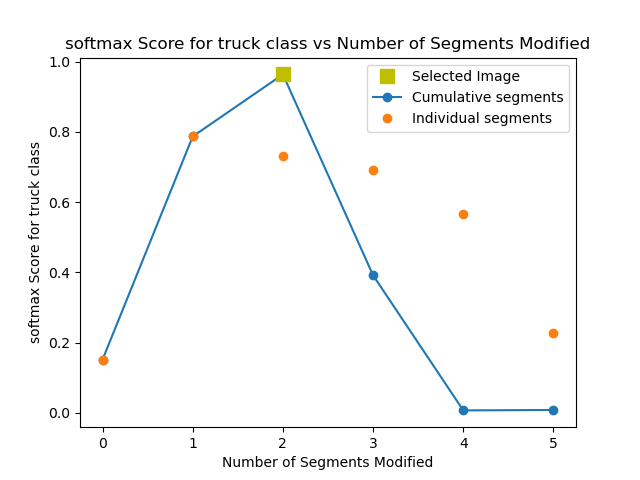 softmax Score for truck class vs Number of Segments Modified
1.0
0.8
0.6
0.4
0.2
0.0
softmax Score for truck class
Selected Image
Cumulative segments
Individual segments
0 1 2 3 4 5
Number of Segments Modified